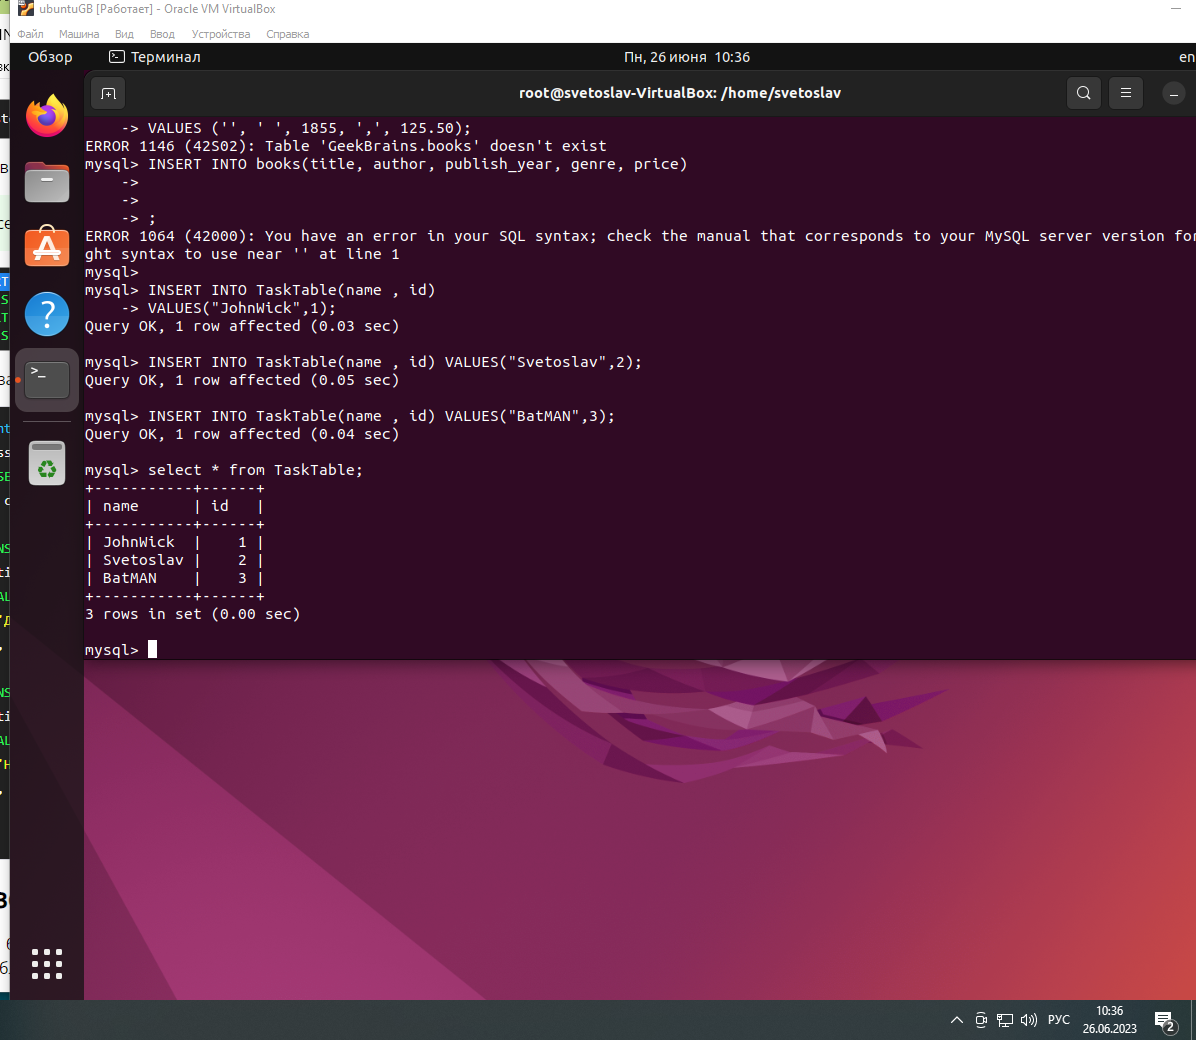 ubuntuGB [Работает] - Oracle VM VirtualBox
Файл Машина Вид Ввод Устройства Справка
Обзор Терминал Пн, 26 июня 10:36 en
root@svetoslav-VirtualBox: /home/svetoslav
-> VALUES ('', ' ', 1855, ',', 125.50);
ERROR 1146 (42S02): Table 'GeekBrains.books' doesn't exist
mysql> INSERT INTO books(title, author, publish_year, genre, price)
->
->
-> ;
ERROR 1064 (42000): You have an error in your SQL syntax; check the manual that corresponds to your MySQL server version for
ght syntax to use near '' at line 1
mysql>
mysql> INSERT INTO TaskTable(name , id)
-> VALUES("JohnWick",1);
Query OK, 1 row affected (0.03 sec)
mysql> INSERT INTO TaskTable(name , id) VALUES("Svetoslav",2);
Query OK, 1 row affected (0.05 sec)
mysql> INSERT INTO TaskTable(name , id) VALUES("BatMAN",3);
Query OK, 1 row affected (0.04 sec)
mysql> select * from TaskTable;
+-----------+------+
| name      | id   |
+-----------+------+
| JohnWick  |    1 |
| Svetoslav |    2 |
| BatMAN    |    3 |
+-----------+------+
3 rows in set (0.00 sec)
mysql>
РУС
10:36
26.06.2023
2